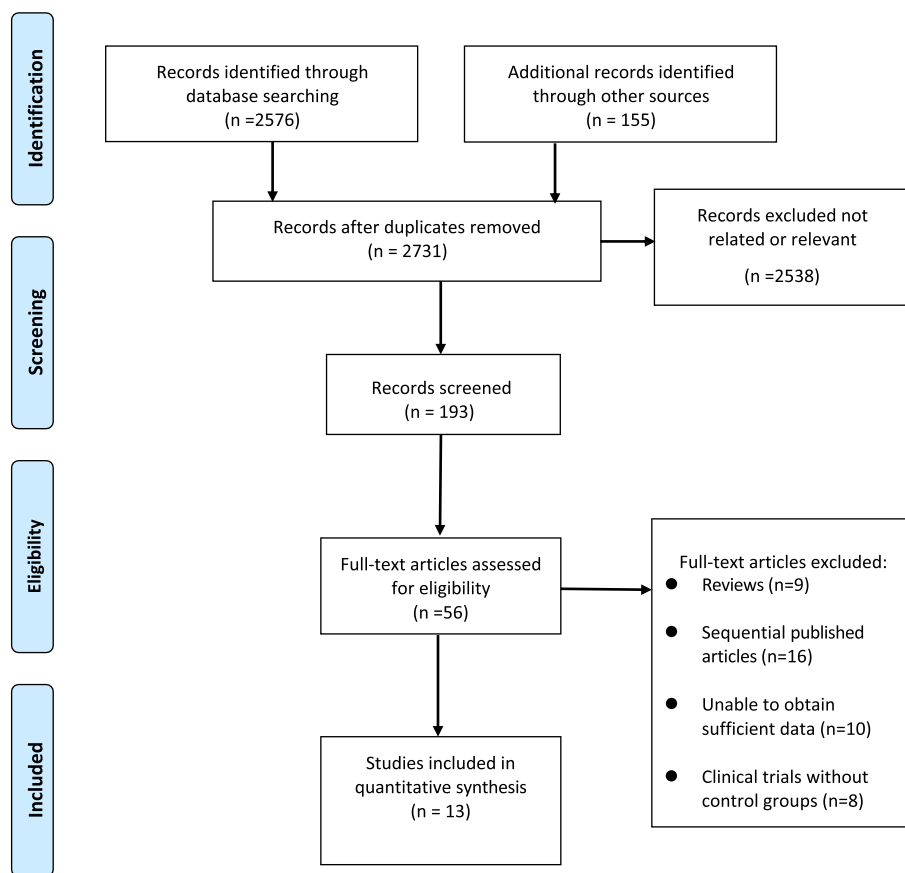 Identification
Records identified through
database searching
(n =2576)
Additional records identified
through other sources
(n = 155)
Records after duplicates removed
(n = 2731)
Records excluded not
related or relevant
(n =2538)
Screening
Records screened
(n = 193)
Eligibility
Full-text articles assessed
for eligibility
(n =56)
Full-text articles excluded:
● Reviews (n=9)
● Sequential published
articles (n=16)
● Unable to obtain
sufficient data (n=10)
● Clinical trials without
control groups (n=8)
Included
Studies included in
quantitative synthesis
(n = 13)